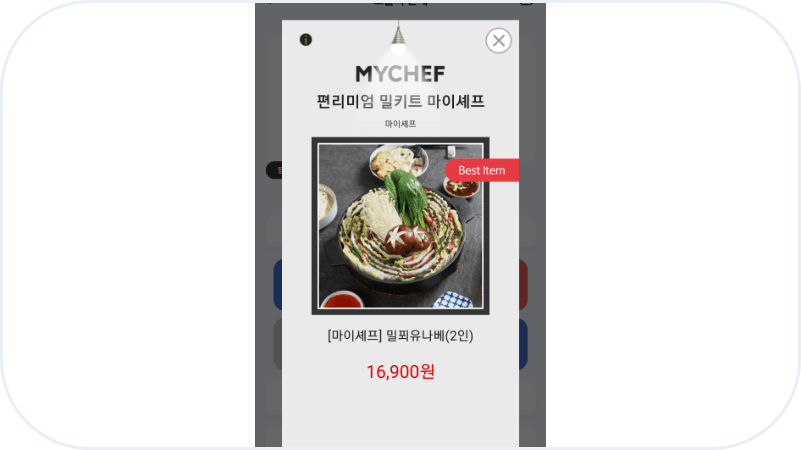 MYCHEF
편리미엄 밀키트 마이셰프
마이셰프
Best Item
[마이셰프] 밀푀유나베(2인)
16,900원